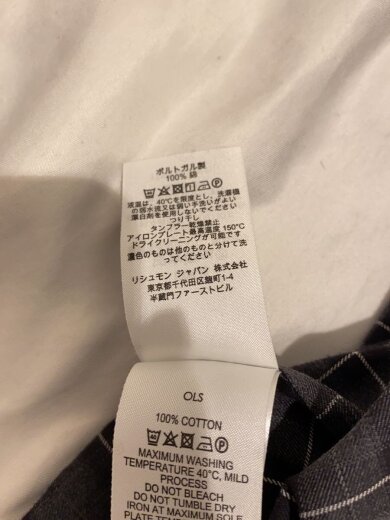 ポルトガル製
100% 綿
液温は、40℃を限度とし、洗濯機
の弱水流又は弱い手洗いがよい
漂白剤を使用しないでください
つり干し
タンブラー乾燥禁止
アイロンプレート最高温度 150℃
ドライクリーニングが可能です
濃色のものは他のものと分けて洗
ってください
リシュモン ジャパン 株式会社
東京都千代田区麹町1-4
半蔵門ファーストビル
OLS
100% COTTON
MAXIMUM WASHING
TEMPERATURE 40°C, MILD
PROCESS
DO NOT BLEACH
DO NOT TUMBLE DRY
IRON AT MAXIMUM SOLE
PLATE TEMPE